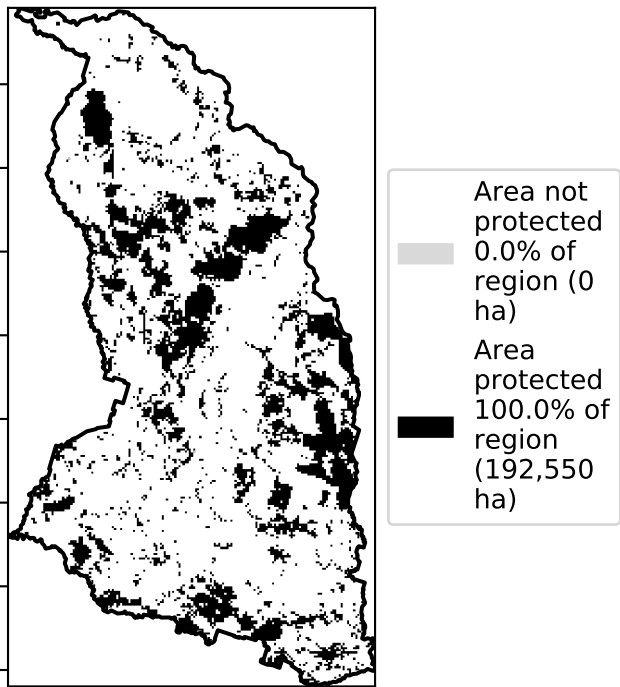 Area not
protected
0.0% of
region (0
ha)
Area
protected
100.0% of
region
(192,550
ha)